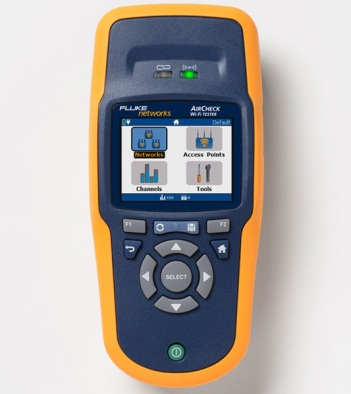 FLUKE
networks
AIRCHECK
WI-FI TESTER
Default
Networks
Access Points
Channels
Tools
F1
F2
SELECT